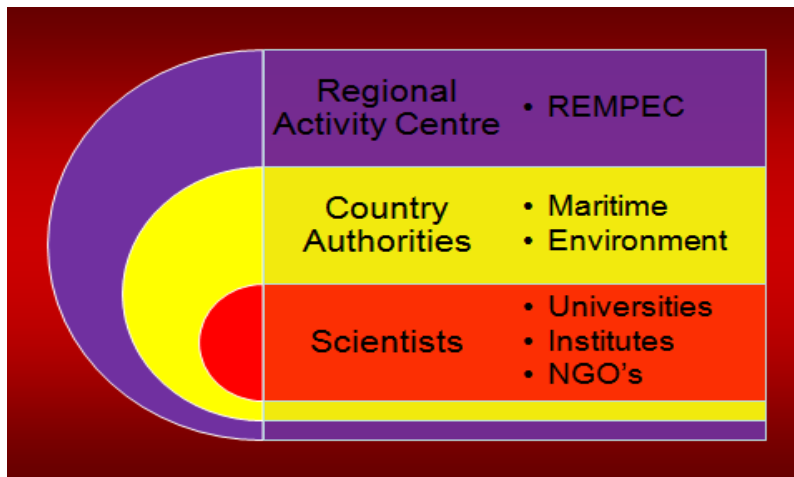 Regional
Activity Centre
• REMPEC
Country
Authorities
• Maritime
• Environment
Scientists
• Universities
• Institutes
• NGO’s